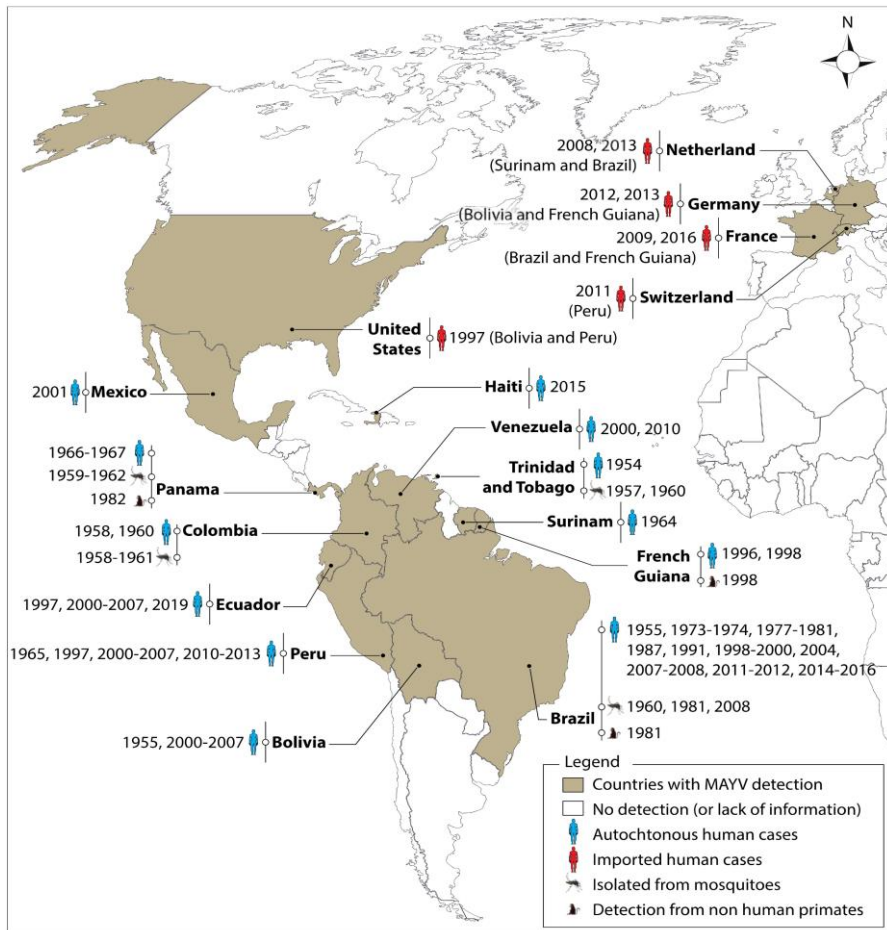 N
2008, 2013 Netherland
(Surinam and Brazil)
2012, 2013 Germany
(Bolivia and French Guiana)
2009, 2016 France
(Brazil and French Guiana)
2011 Switzerland
(Peru)
United
States
1997 (Bolivia and Peru)
2001 Mexico
Haiti 2015
Venezuela 2000, 2010
1966-1967
1959-1962
1982
Panama
Trinidad
and Tobago
1954
1957, 1960
1958, 1960 Colombia
1958-1961
Surinam 1964
French
Guiana
1996, 1998
1998
1997, 2000-2007, 2019 Ecuador
1965, 1997, 2000-2007, 2010-2013 Peru
1955, 1973-1974, 1977-1981,
1987, 1991, 1998-2000, 2004,
2007-2008, 2011-2012, 2014-2016
Brazil
1960, 1981, 2008
1981
1955, 2000-2007 Bolivia
Legend
Countries with MAYV detection
No detection (or lack of information)
Autochtonous human cases
Imported human cases
Isolated from mosquitoes
Detection from non human primates